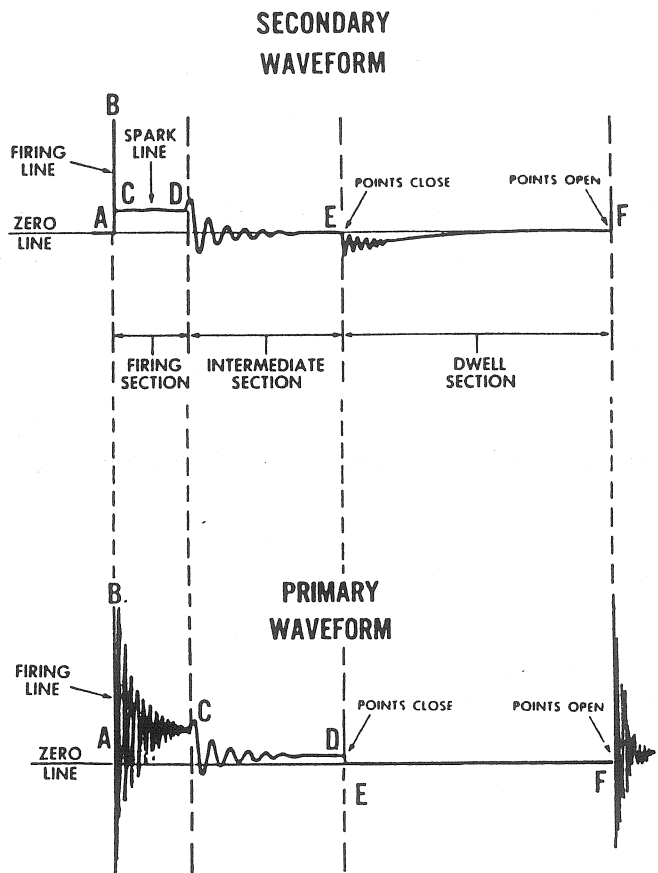 SECONDARY
WAVEFORM
B
SPARK
LINE
FIRING
LINE
C
D
POINTS CLOSE
POINTS OPEN
A
E
F
ZERO
LINE
FIRING
SECTION
INTERMEDIATE
SECTION
DWELL
SECTION
PRIMARY
WAVEFORM
B.
FIRING
LINE
C
POINTS CLOSE
POINTS OPEN
A
D
ZERO
LINE
E
F